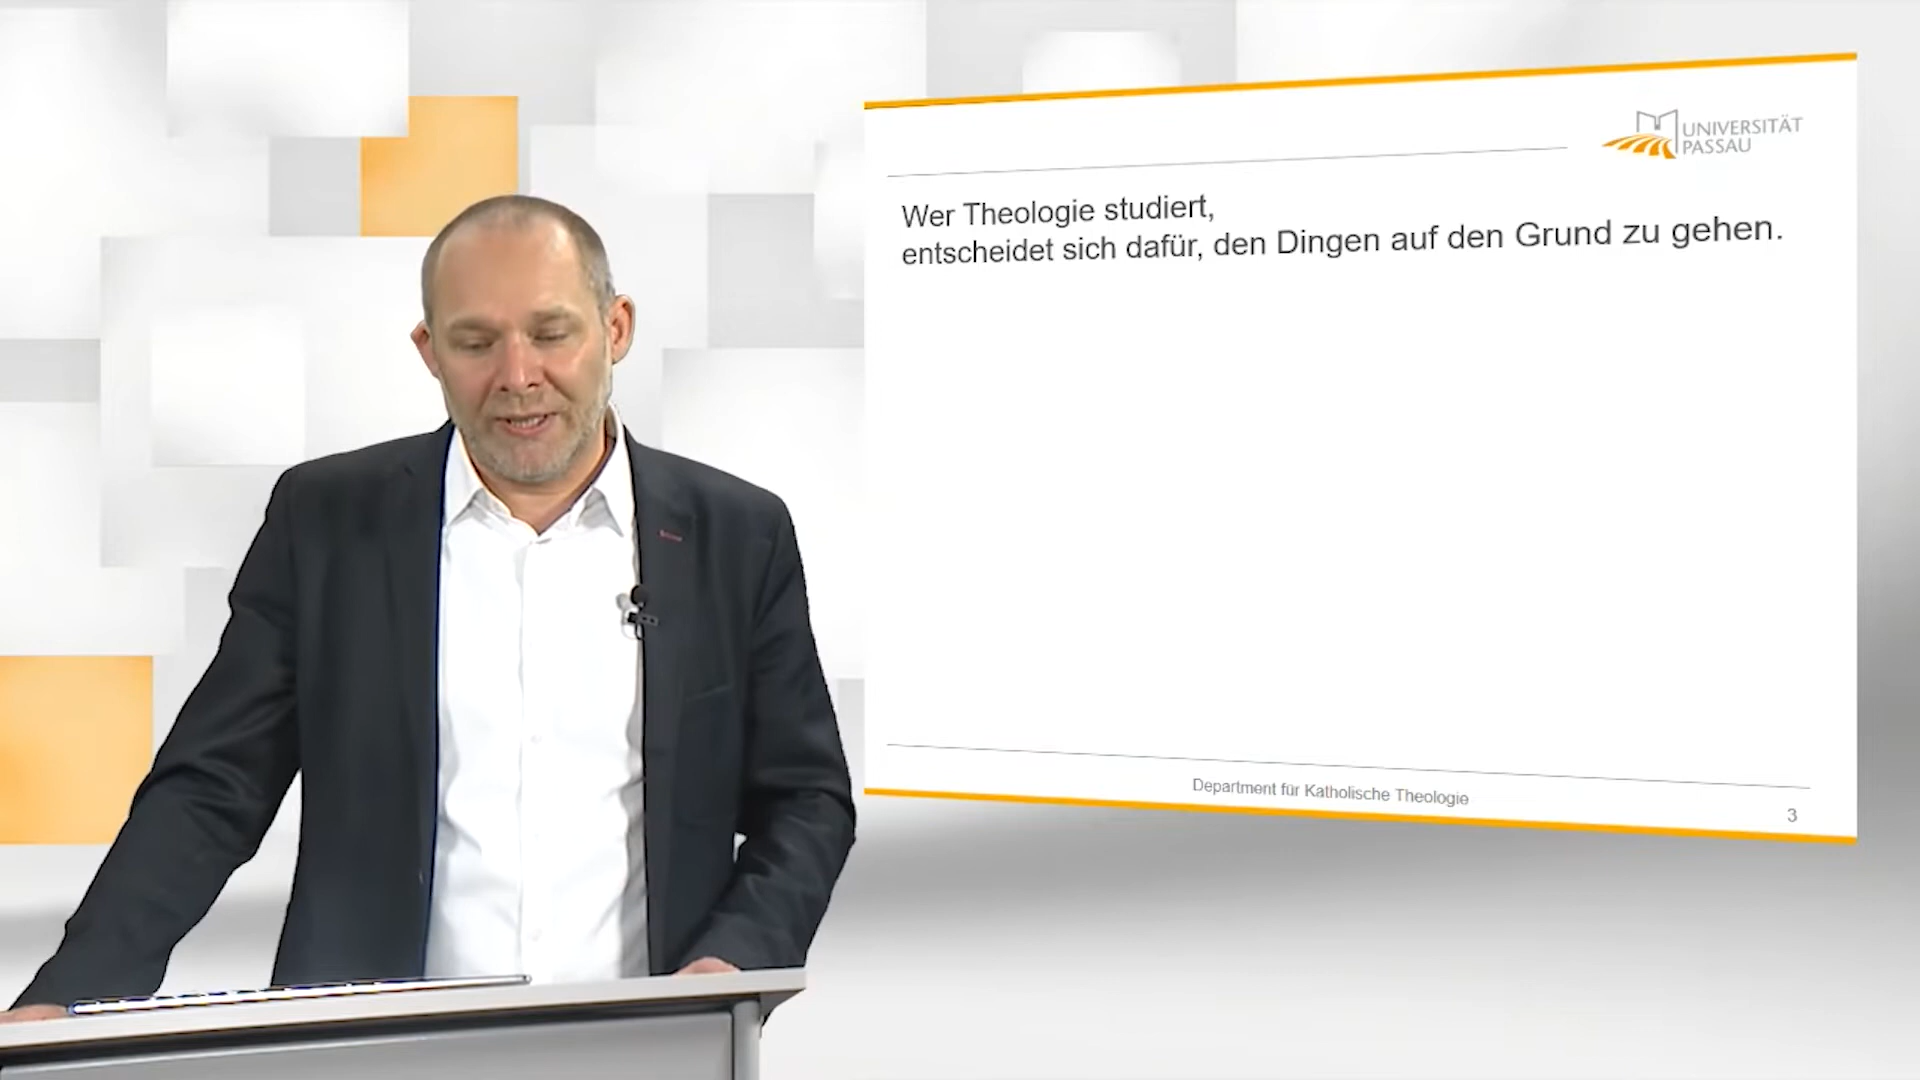 UNIVERSITÄT
PASSAU
Wer Theologie studiert,
entscheidet sich dafür, den Dingen auf den Grund zu gehen.
Department für Katholische Theologie
3